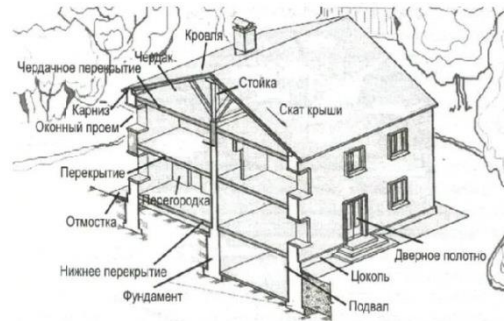 Кровля
Чердак.
Чердачное перекрытие
Стойка
Карниз
Скат крыши
Оконный проем
Перекрытие
Перегородка
Отмостка
Дверное полотно
Нижнее перекрытие
Цоколь
Фундамент
Подвал